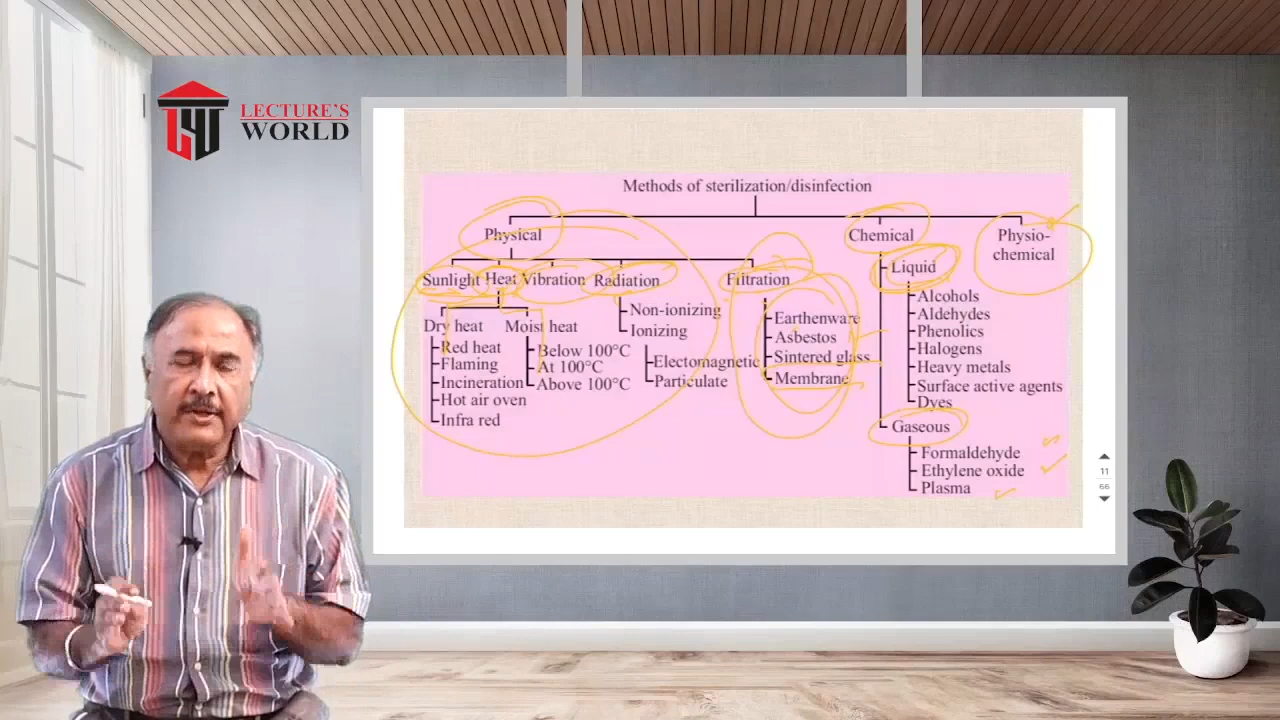 LECTURE'S
WORLD
Methods of sterilization/disinfection
Physical
Chemical
Physio-
chemical
Sunlight Heat Vibration Radiation
Filtration
Liquid
Non-ionizing
Ionizing
Electomagnetic
Particulate
Dry heat
Red heat
Flaming
Incineration
Hot air oven
Infra red
Moist heat
Below 100°C
At 100°C
Above 100°C
Earthenware
Asbestos
Sintered glass
Membrane
Alcohols
Aldehydes
Phenolics
Halogens
Heavy metals
Surface active agents
Dyes
Gaseous
Formaldehyde
Ethylene oxide
Plasma
11
66